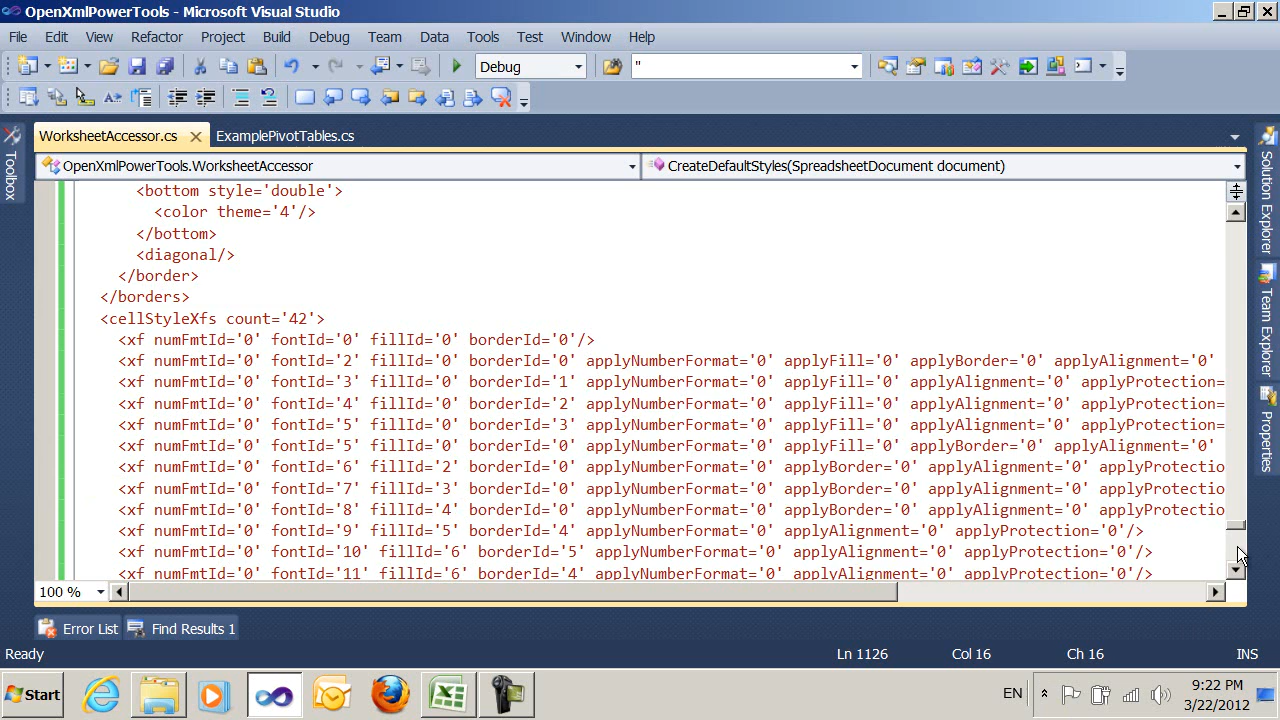 OpenXmlPowerTools - Microsoft Visual Studio
File Edit View Refactor Project Build Debug Team Data Tools Test Window Help
Debug "
WorksheetAccessor.cs ExamplePivotTables.cs
OpenXmlPowerTools.WorksheetAccessor CreateDefaultStyles(SpreadsheetDocument document)
<bottom style='double'>
<color theme='4'/>
</bottom>
<diagonal/>
</border>
</borders>
<cellStyleXfs count='42'>
<xf numFmtId='0' fontId='0' fillId='0' borderId='0'/>
<xf numFmtId='0' fontId='2' fillId='0' borderId='0' applyNumberFormat='0' applyFill='0' applyBorder='0' applyAlignment='0'
<xf numFmtId='0' fontId='3' fillId='0' borderId='1' applyNumberFormat='0' applyFill='0' applyAlignment='0' applyProtection=
<xf numFmtId='0' fontId='4' fillId='0' borderId='2' applyNumberFormat='0' applyFill='0' applyAlignment='0' applyProtection=
<xf numFmtId='0' fontId='5' fillId='0' borderId='3' applyNumberFormat='0' applyFill='0' applyAlignment='0' applyProtection=
<xf numFmtId='0' fontId='5' fillId='0' borderId='0' applyNumberFormat='0' applyFill='0' applyBorder='0' applyAlignment='0'
<xf numFmtId='0' fontId='6' fillId='2' borderId='0' applyNumberFormat='0' applyBorder='0' applyAlignment='0' applyProtectio
<xf numFmtId='0' fontId='7' fillId='3' borderId='0' applyNumberFormat='0' applyBorder='0' applyAlignment='0' applyProtectio
<xf numFmtId='0' fontId='8' fillId='4' borderId='0' applyNumberFormat='0' applyBorder='0' applyAlignment='0' applyProtectio
<xf numFmtId='0' fontId='9' fillId='5' borderId='4' applyNumberFormat='0' applyAlignment='0' applyProtection='0'/>
<xf numFmtId='0' fontId='10' fillId='6' borderId='5' applyNumberFormat='0' applyAlignment='0' applyProtection='0'/>
<xf numFmtId='0' fontId='11' fillId='6' borderId='4' applyNumberFormat='0' applyAlignment='0' applyProtection='0'/>
100 %
Toolbox
Solution Explorer
Team Explorer
Properties
Error List Find Results 1
Ready Ln 1126 Col 16 Ch 16 INS
Start EN 9:22 PM
3/22/2012